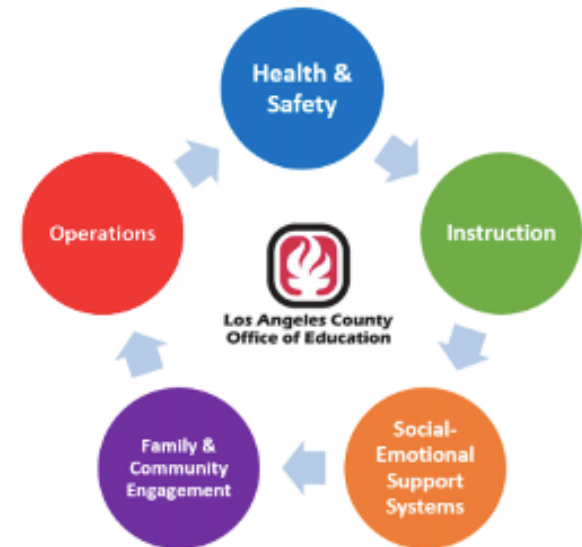 Health &
Safety
Instruction
Social-
Emotional
Support
Systems
Family &
Community
Engagement
Operations
Los Angeles County
Office of Education